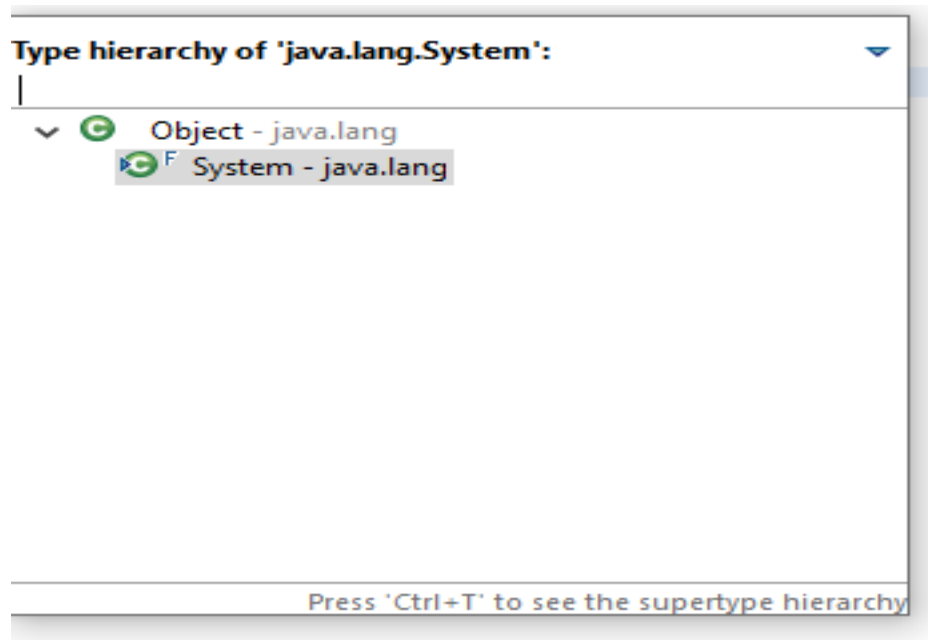 Type hierarchy of 'java.lang.System':
C Object - java.lang
C F System - java.lang
Press 'Ctrl+T' to see the supertype hierarchy